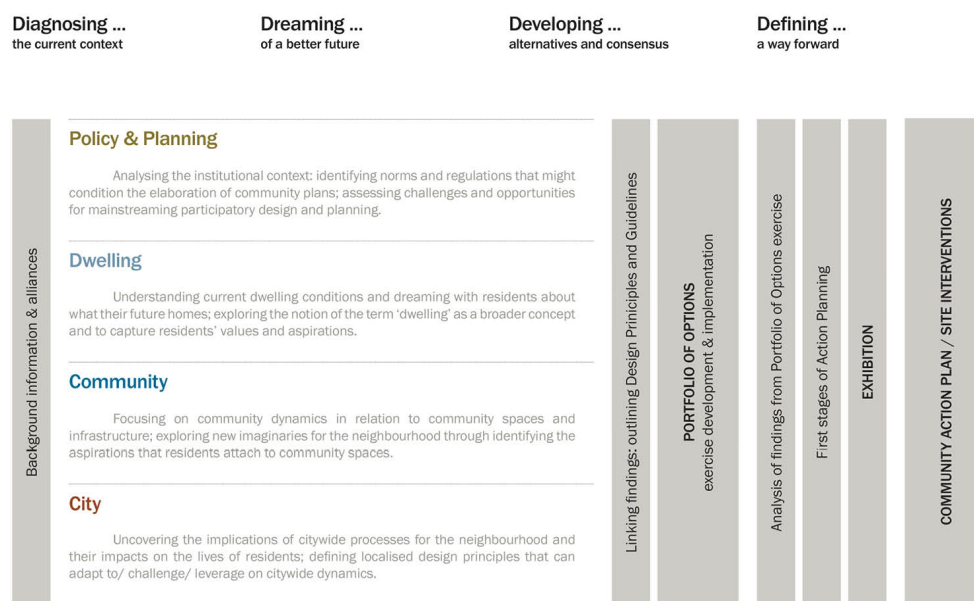 Diagnosing ...
the current context
Dreaming ...
of a better future
Developing ...
alternatives and consensus
Defining ...
a way forward
Background information & alliances
Policy & Planning
Analysing the institutional context: identifying norms and regulations that might
condition the elaboration of community plans; assessing challenges and opportunities
for mainstreaming participatory design and planning.
Dwelling
Understanding current dwelling conditions and dreaming with residents about
what their future homes; exploring the notion of the term ‘dwelling’ as a broader concept
and to capture residents’ values and aspirations.
Community
Focusing on community dynamics in relation to community spaces and
infrastructure; exploring new imaginaries for the neighbourhood through identifying the
aspirations that residents attach to community spaces.
City
Uncovering the implications of citywide processes for the neighbourhood and
their impacts on the lives of residents; defining localised design principles that can
adapt to/ challenge/ leverage on citywide dynamics.
Linking findings: outlining Design Priniciples and Guidelines
PORTFOLIO OF OPTIONS
exercise development & implementation
Analysis of findings from Portfolio of Options exercise
First stages of Action Planning
EXHIBITION
COMMUNITY ACTION PLAN / SITE INTERVENTIONS